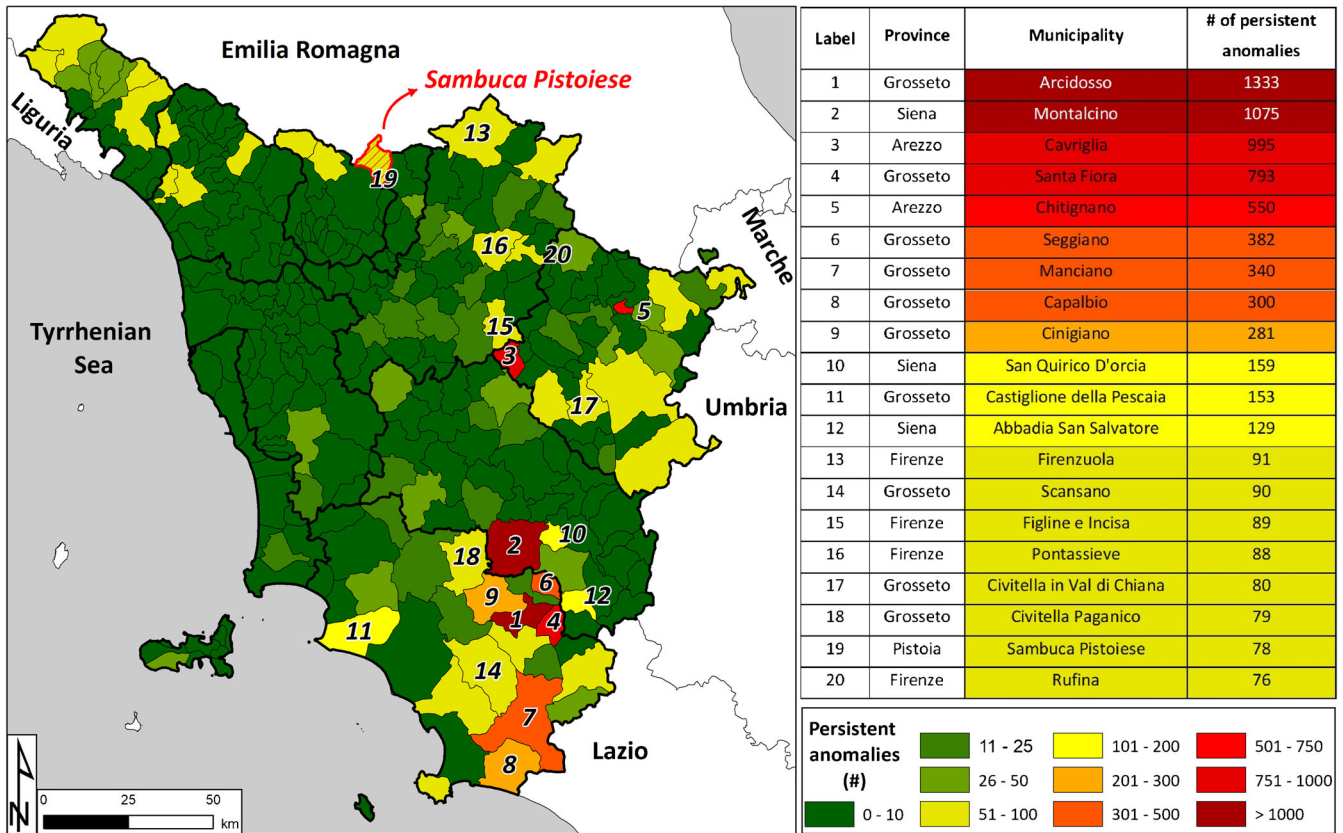 Emilia Romagna
Sambuca Pistoiese
Liguria
13
19
Marche
16
20
5
15
3
Tyrrhenian
Sea
17
Umbria
2
10
18
6
9
12
1
4
11
14
7
Lazio
8
N
0 25 50
km
Label Province Municipality # of persistent
anomalies
1 Grosseto Arcidosso 1333
2 Siena Montalcino 1075
3 Arezzo Cavriglia 995
4 Grosseto Santa Fiora 793
5 Arezzo Chitignano 550
6 Grosseto Seggiano 382
7 Grosseto Manciano 340
8 Grosseto Capalbio 300
9 Grosseto Cinigiano 281
10 Siena San Quirico D'orcia 159
11 Grosseto Castiglione della Pescaia 153
12 Siena Abbadia San Salvatore 129
13 Firenze Firenzuola 91
14 Grosseto Scansano 90
15 Firenze Figline e Incisa 89
16 Firenze Pontassieve 88
17 Grosseto Civitella in Val di Chiana 80
18 Grosseto Civitella Paganico 79
19 Pistoia Sambuca Pistoiese 78
20 Firenze Rufina 76
Persistent
anomalies
(#)
0 - 10
11 - 25
26 - 50
51 - 100
101 - 200
201 - 300
301 - 500
501 - 750
751 - 1000
> 1000